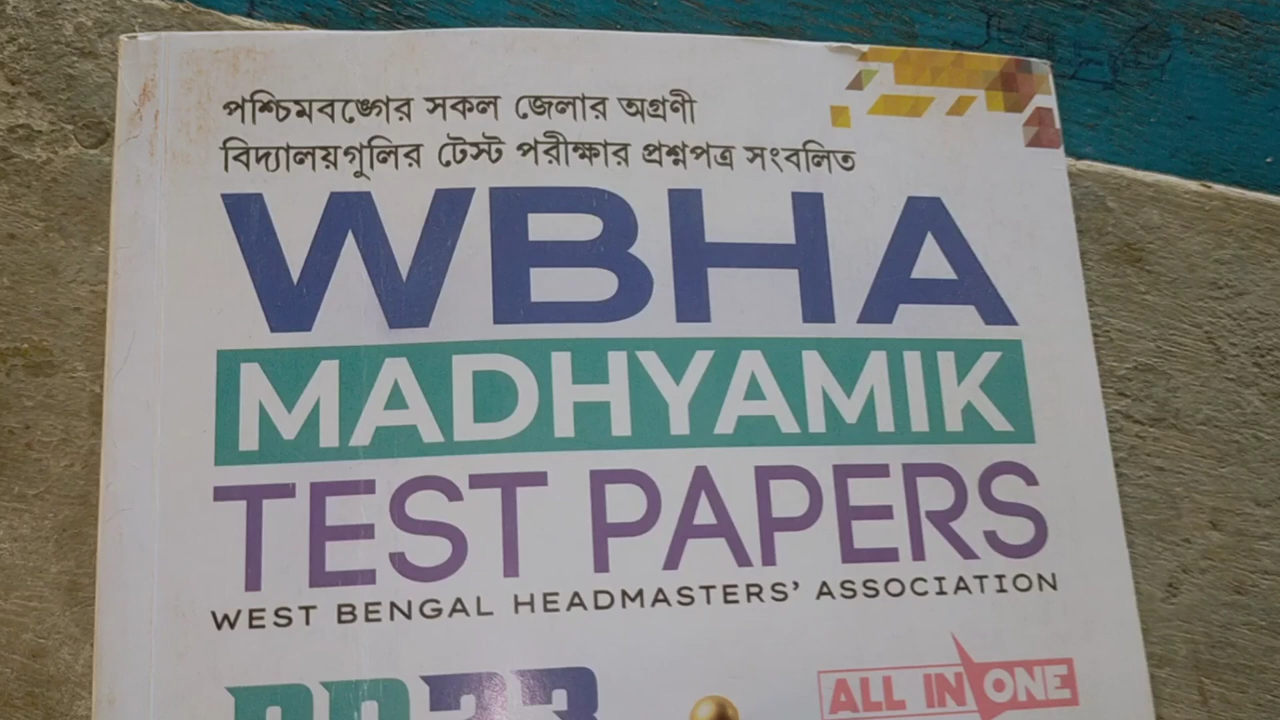 পশ্চিমবঙ্গের সকল জেলার অগ্রণী
বিদ্যালয়গুলির টেস্ট পরীক্ষার প্রশ্নপত্র সংবলিত
WBHA
MADHYAMIK
TEST PAPERS
WEST BENGAL HEADMASTERS' ASSOCIATION
ALL IN ONE